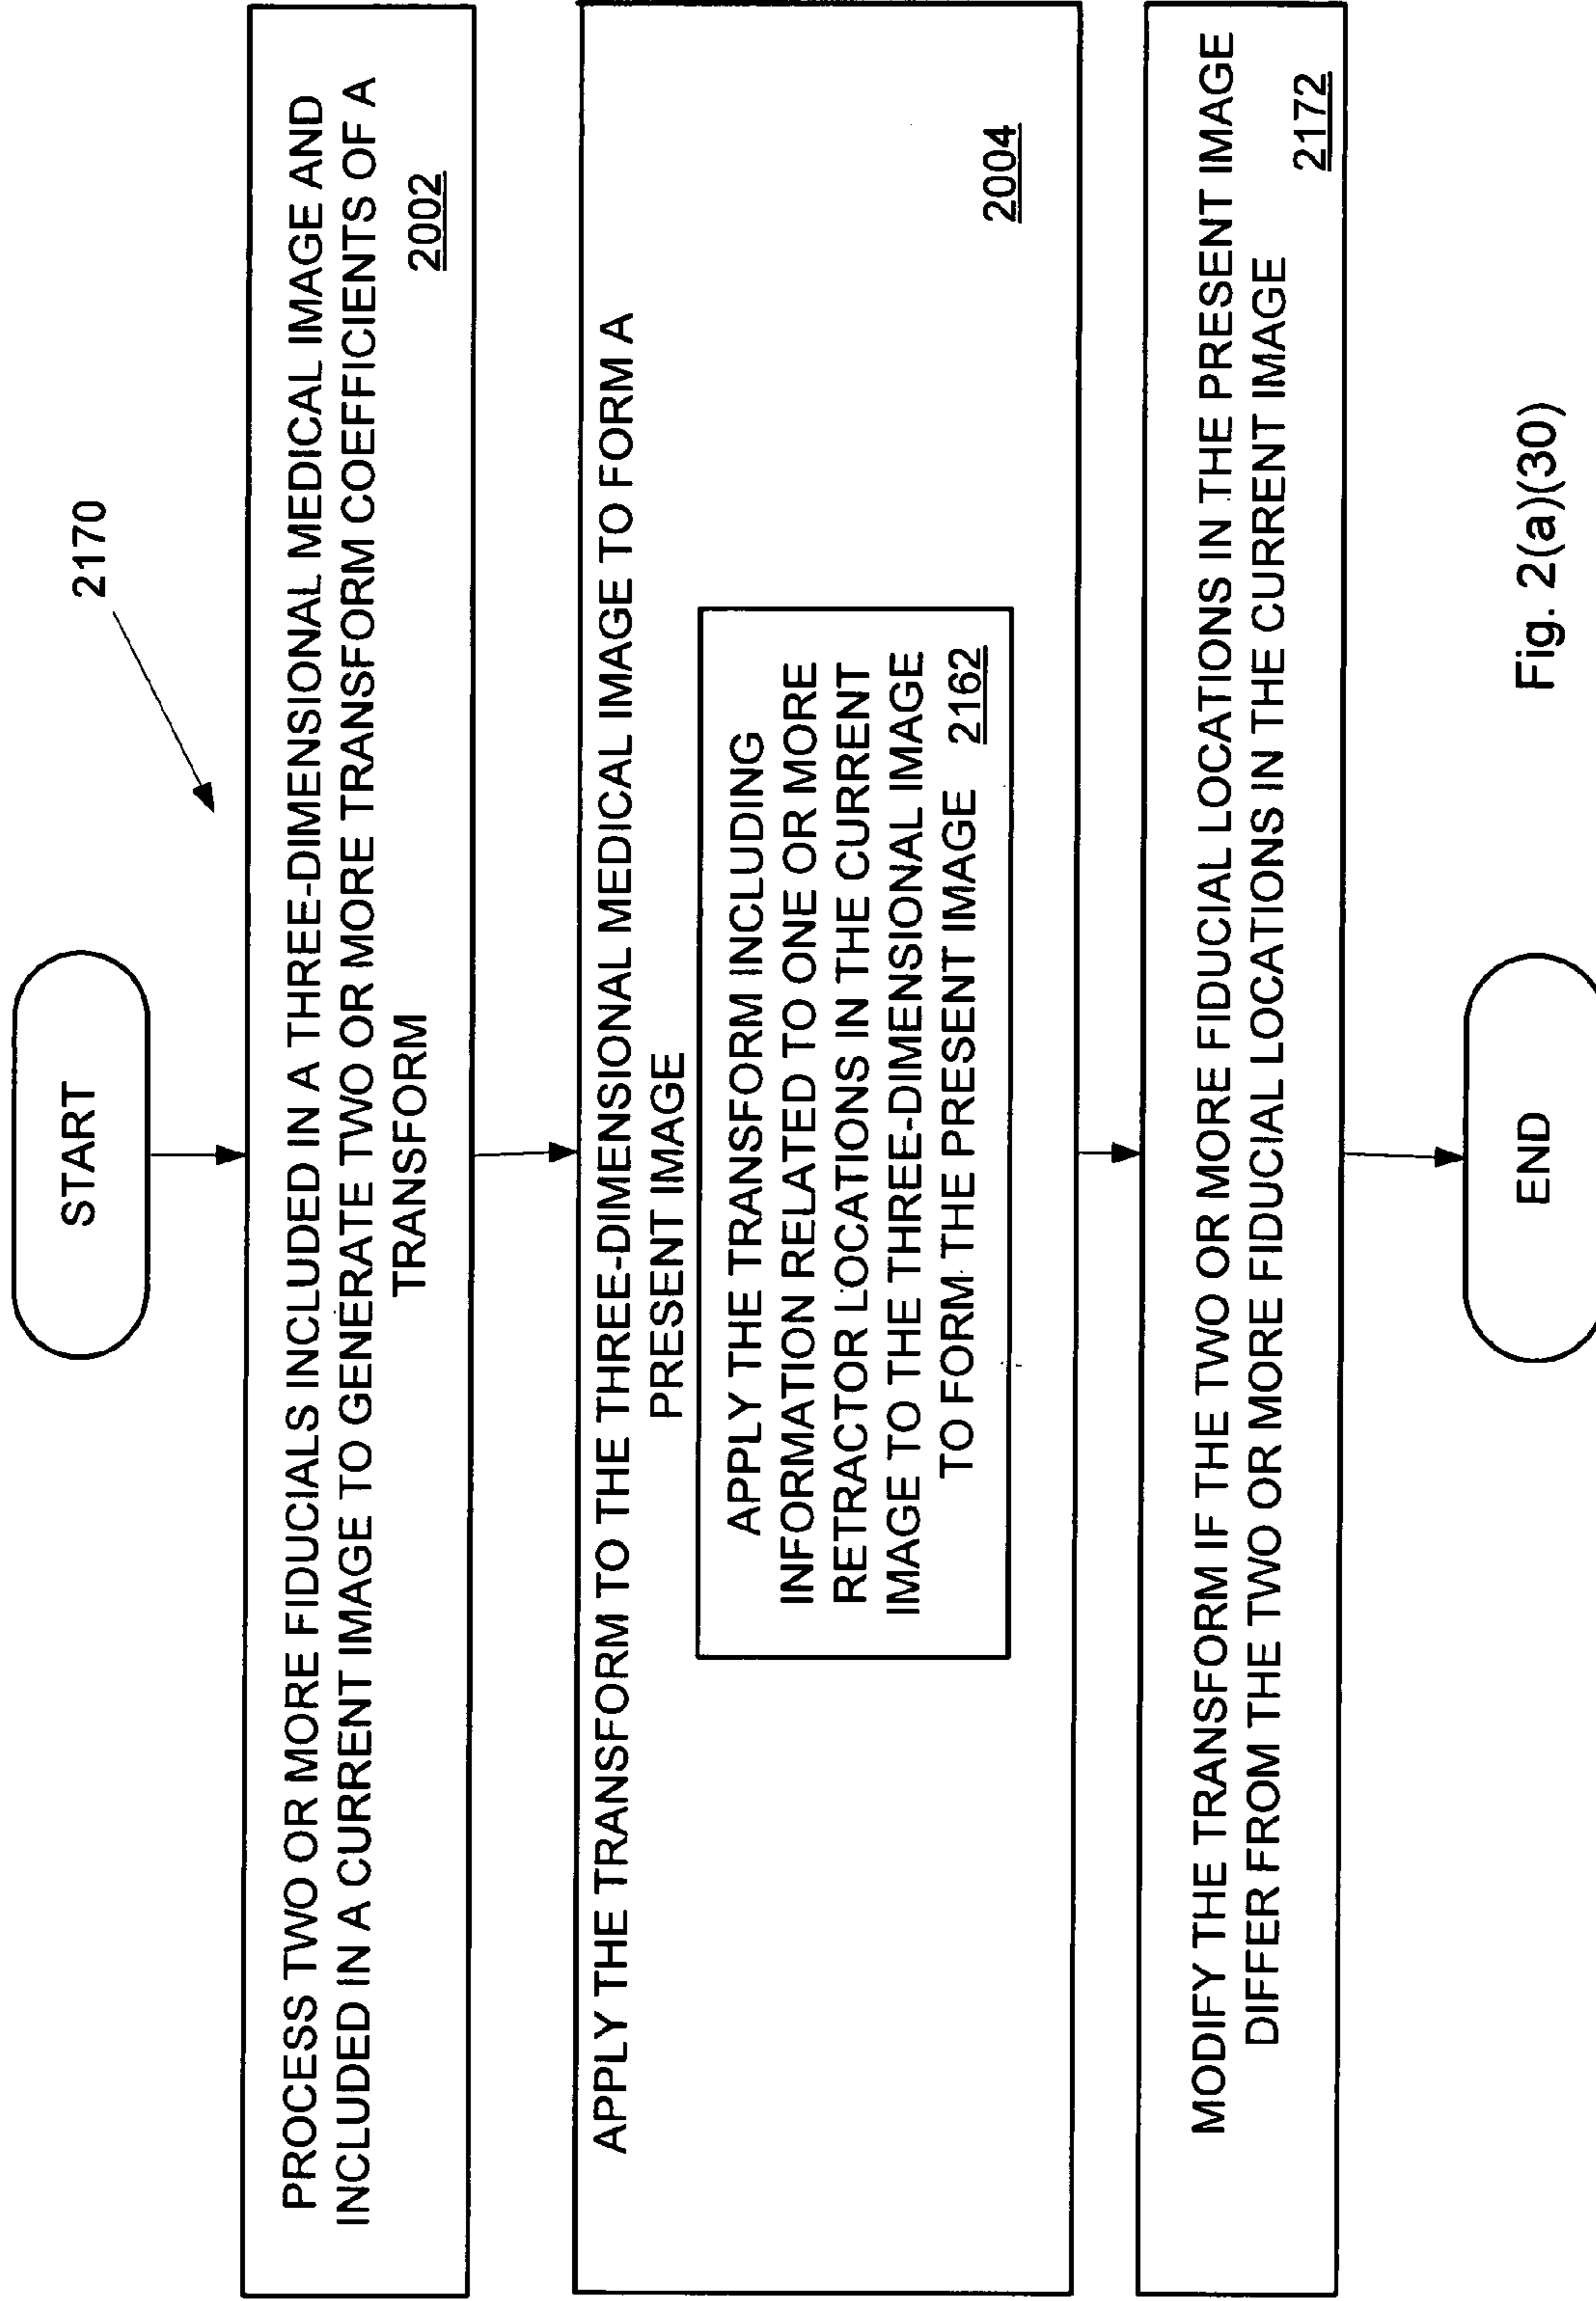 2170
START
PROCESS TWO OR MORE FIDUCIALS INCLUDED IN A THREE-DIMENSIONAL MEDICAL IMAGE AND
INCLUDED IN A CURRENT IMAGE TO GENERATE TWO OR MORE TRANSFORM COEFFICIENTS OF A
TRANSFORM
2002
APPLY THE TRANSFORM TO THE THREE-DIMENSIONAL MEDICAL IMAGE TO FORM A
PRESENT IMAGE
APPLY THE TRANSFORM INCLUDING
INFORMATION RELATED TO ONE OR MORE
RETRACTOR LOCATIONS IN THE CURRENT
IMAGE TO THE THREE-DIMENSIONAL IMAGE
TO FORM THE PRESENT IMAGE 2162
2004
MODIFY THE TRANSFORM IF THE TWO OR MORE FIDUCIAL LOCATIONS IN THE PRESENT IMAGE
DIFFER FROM THE TWO OR MORE FIDUCIAL LOCATIONS IN THE CURRENT IMAGE
2172
END
Fig. 2(a)(30)